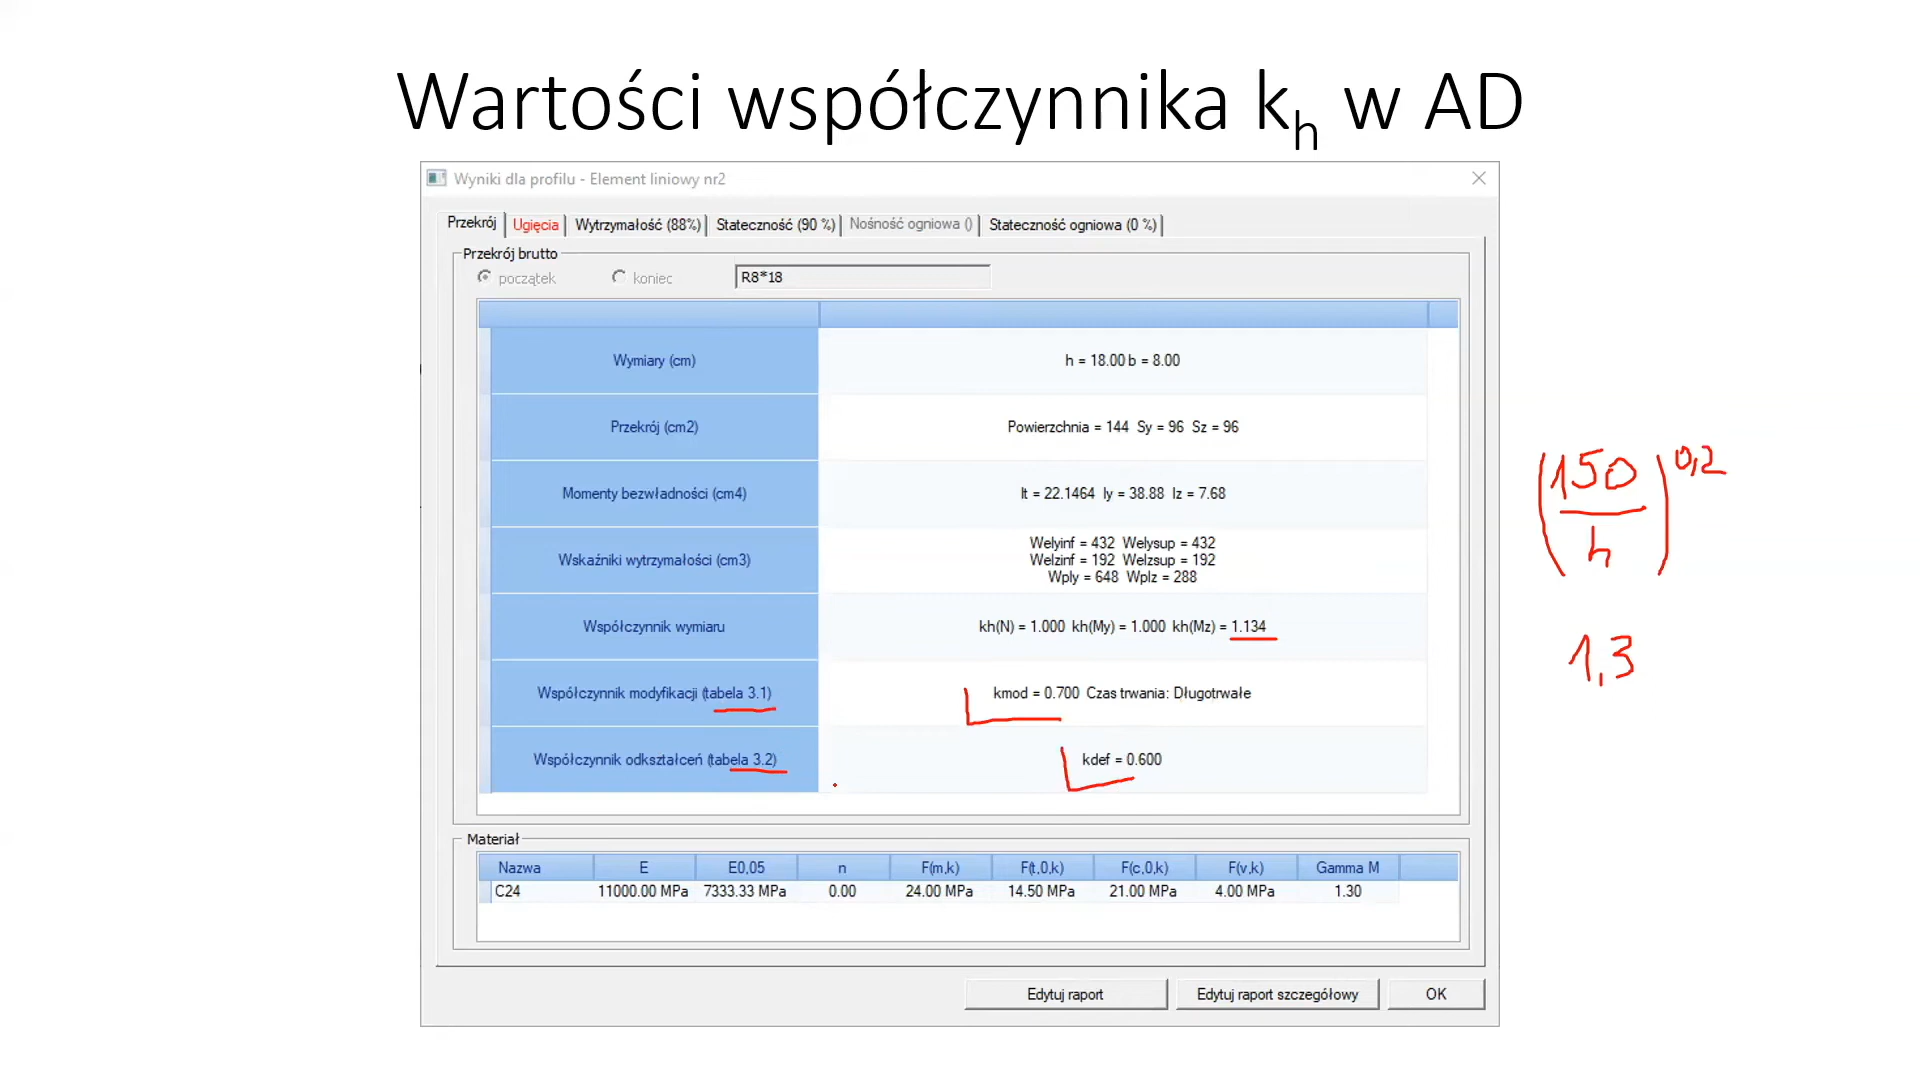 Wartości współczynnika kh w AD
Wyniki dla profilu - Element liniowy nr2
Przekrój Ugięcia Wytrzymałość (88%) Stateczność (90 %) Nośność ogniowa () Stateczność ogniowa (0 %)
Przekrój brutto
początek koniec R8*18
Wymiary (cm) h = 18.00 b = 8.00
Przekrój (cm2) Powierzchnia = 144 Sy = 96 Sz = 96
Momenty bezwładności (cm4) It = 22.1464 Iy = 38.88 Iz = 7.68
Wskaźniki wytrzymałości (cm3)
Welyinf = 432 Welysup = 432
Welzinf = 192 Welzsup = 192
Wply = 648 Wplz = 288
Współczynnik wymiaru kh(N) = 1.000 kh(My) = 1.000 kh(Mz) = 1.134
Współczynnik modyfikacji (tabela 3.1) kmod = 0.700 Czas trwania: Długotrwałe
Współczynnik odkształceń (tabela 3.2) kdef = 0.600
(150/h)^0,2
1,3
Materiał
Nazwa E E0,05 n F(m,k) F(t,0,k) F(c,0,k) F(v,k) Gamma M
C24 11000.00 MPa 7333.33 MPa 0.00 24.00 MPa 14.50 MPa 21.00 MPa 4.00 MPa 1.30
Edytuj raport Edytuj raport szczegółowy OK